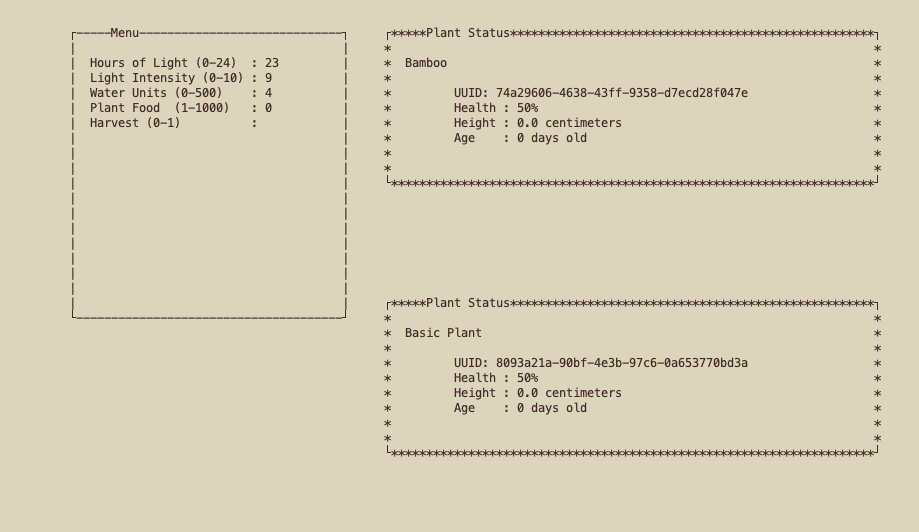 Menu
Hours of Light (0-24) : 23
Light Intensity (0-10) : 9
Water Units (0-500) : 4
Plant Food (1-1000) : 0
Harvest (0-1) :
Plant Status
Bamboo
UUID: 74a29606-4638-43ff-9358-d7ecd28f047e
Health : 50%
Height : 0.0 centimeters
Age : 0 days old
Plant Status
Basic Plant
UUID: 8093a21a-90bf-4e3b-97c6-0a653770bd3a
Health : 50%
Height : 0.0 centimeters
Age : 0 days old